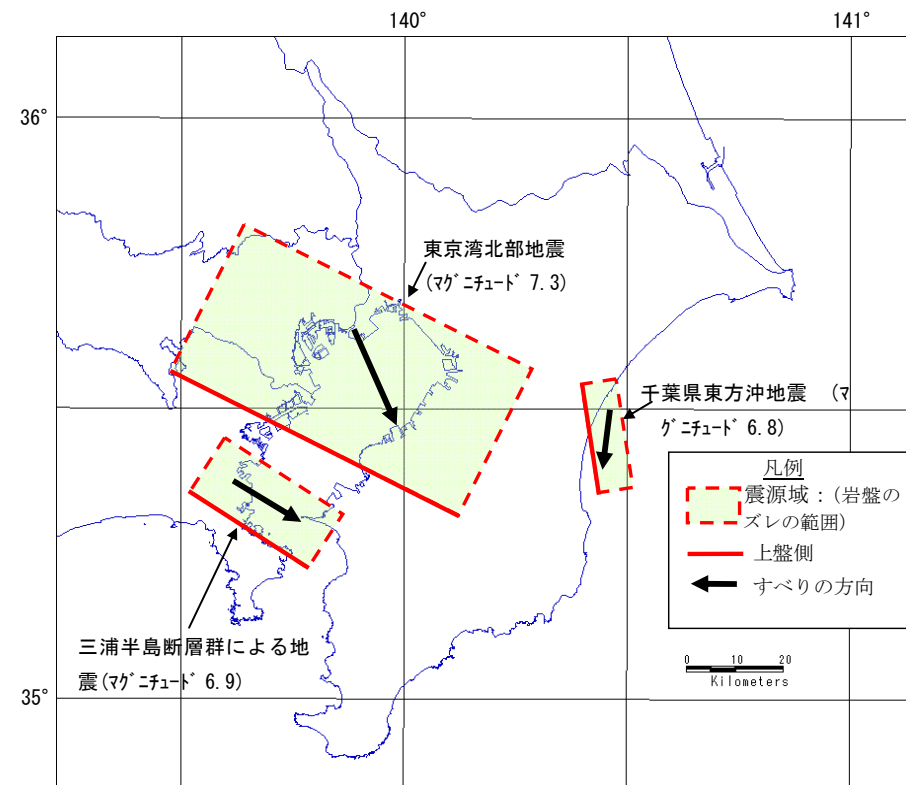 140°
141°
36°
東京湾北部地震
(ﾏｸﾞﾆﾁｭｰﾄﾞ 7.3)
千葉県東方沖地震 (ﾏ
ｸﾞﾆﾁｭｰﾄﾞ 6.8)
凡例
震源域：(岩盤の
ズレの範囲)
上盤側
すべりの方向
三浦半島断層群による地
震(ﾏｸﾞﾆﾁｭｰﾄﾞ 6.9)
0 10 20
Kilometers
35°